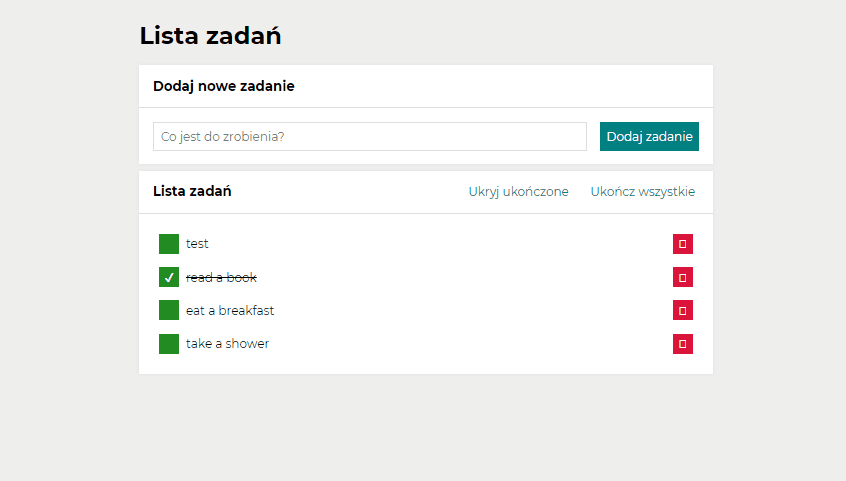 Lista zadań
Dodaj nowe zadanie
Co jest do zrobienia? Dodaj zadanie
Lista zadań Ukryj ukończone Ukończ wszystkie
test
read a book
eat a breakfast
take a shower